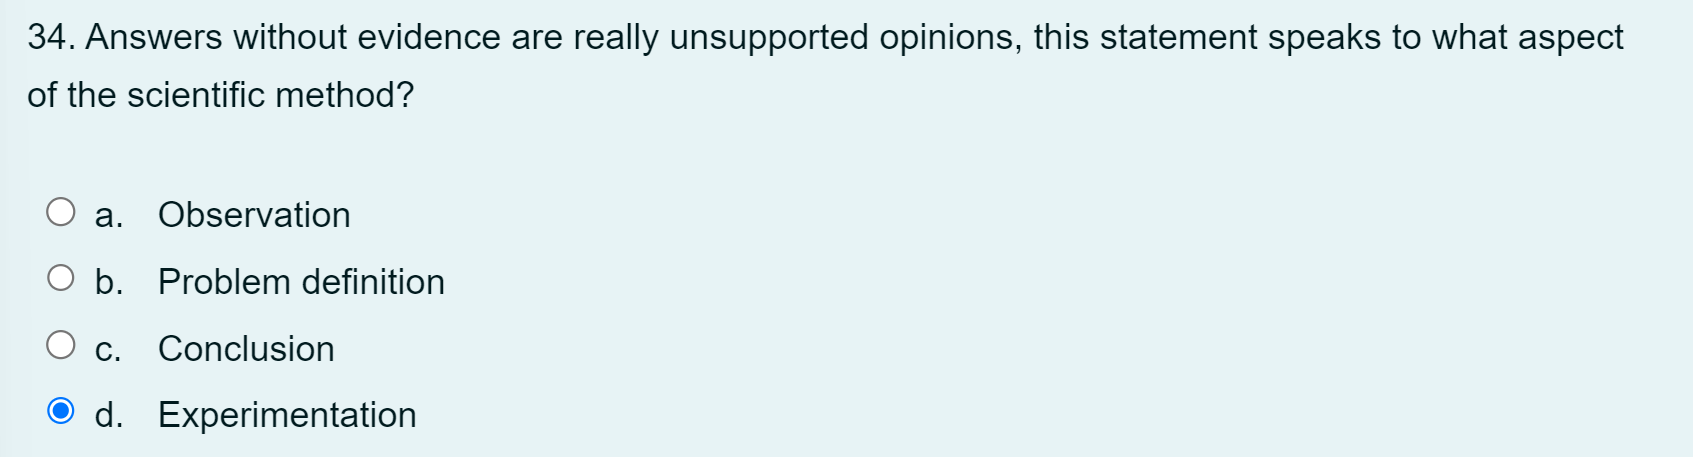 34. Answers without evidence are really unsupported opinions, this statement speaks to what aspect
of the scientific method?
a. Observation
b. Problem definition
c. Conclusion
d. Experimentation